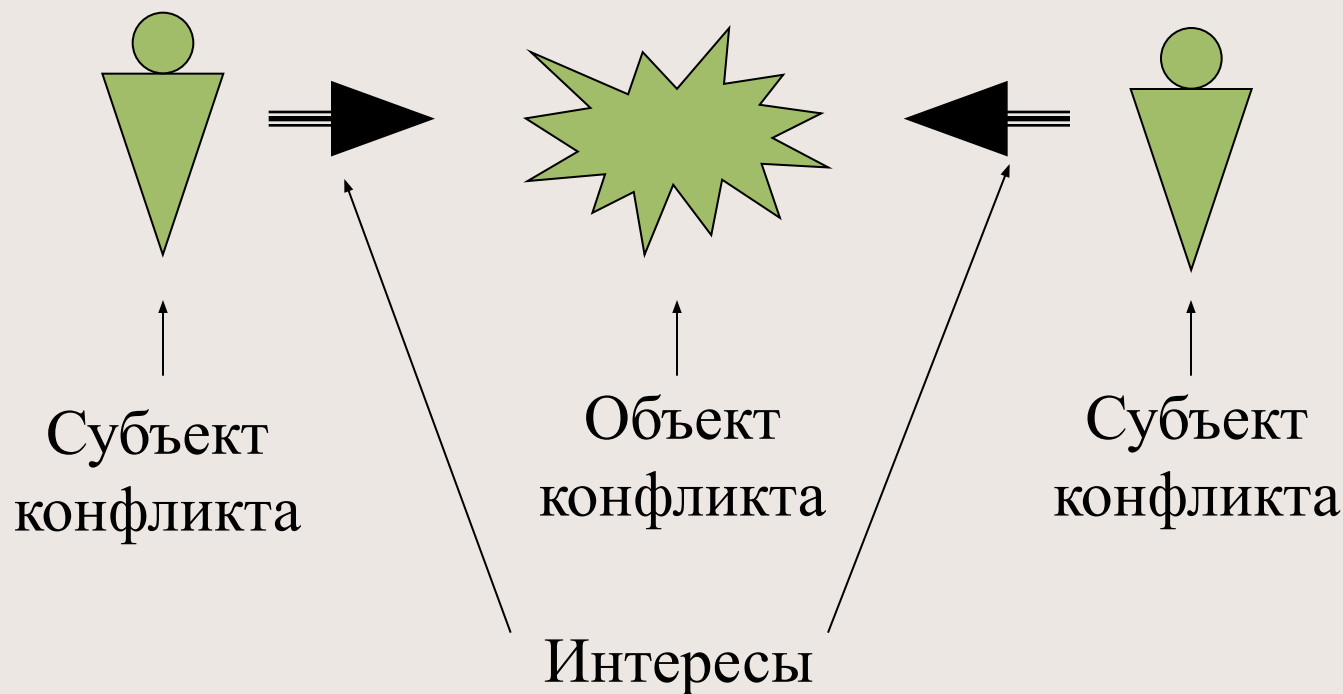 Субъект
конфликта
Объект
конфликта
Субъект
конфликта
Интересы